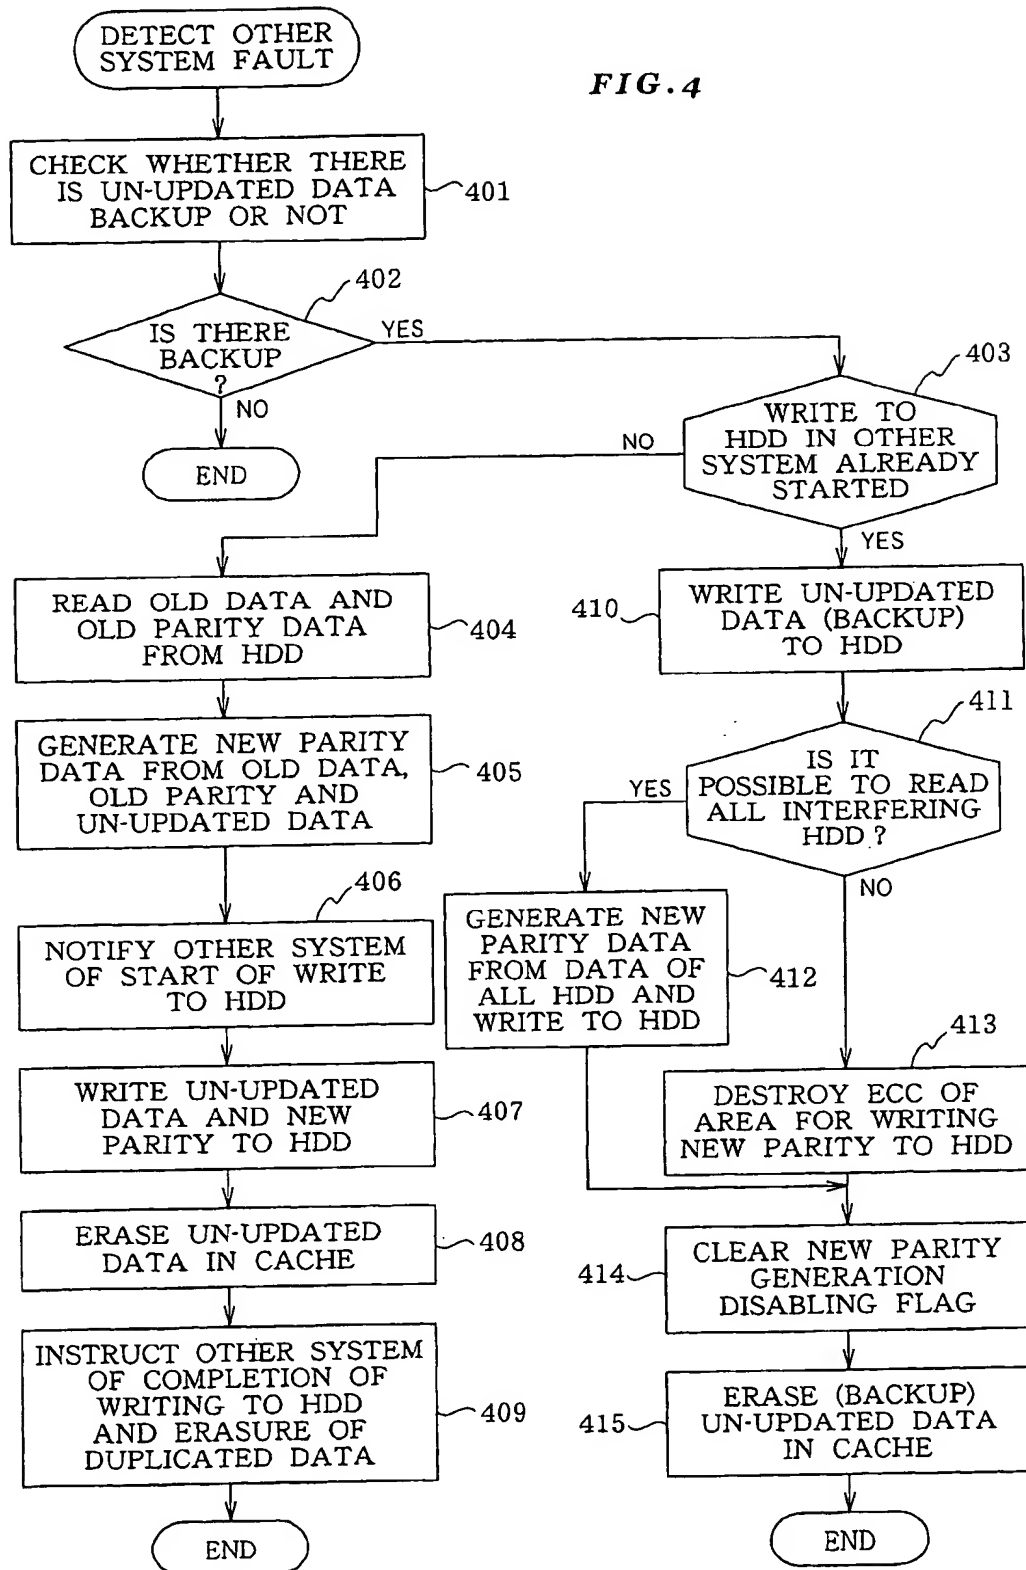 DETECT OTHER
SYSTEM FAULT
FIG.4
CHECK WHETHER THERE
IS UN-UPDATED DATA
BACKUP OR NOT
401
402
IS THERE
BACKUP
?
YES
NO
END
403
WRITE TO
HDD IN OTHER
SYSTEM ALREADY
STARTED
NO
YES
READ OLD DATA AND
OLD PARITY DATA
FROM HDD
404
GENERATE NEW PARITY
DATA FROM OLD DATA,
OLD PARITY AND
UN-UPDATED DATA
405
406
NOTIFY OTHER SYSTEM
OF START OF WRITE
TO HDD
WRITE UN-UPDATED
DATA AND NEW
PARITY TO HDD
407
ERASE UN-UPDATED
DATA IN CACHE
408
INSTRUCT OTHER SYSTEM
OF COMPLETION OF
WRITING TO HDD
AND ERASURE OF
DUPLICATED DATA
409
END
410
WRITE UN-UPDATED
DATA (BACKUP)
TO HDD
411
IS IT
POSSIBLE TO READ
ALL INTERFERING
HDD ?
YES
NO
GENERATE NEW
PARITY DATA
FROM DATA OF
ALL HDD AND
WRITE TO HDD
412
413
DESTROY ECC OF
AREA FOR WRITING
NEW PARITY TO HDD
414
CLEAR NEW PARITY
GENERATION
DISABLING FLAG
415
ERASE (BACKUP)
UN-UPDATED DATA
IN CACHE
END